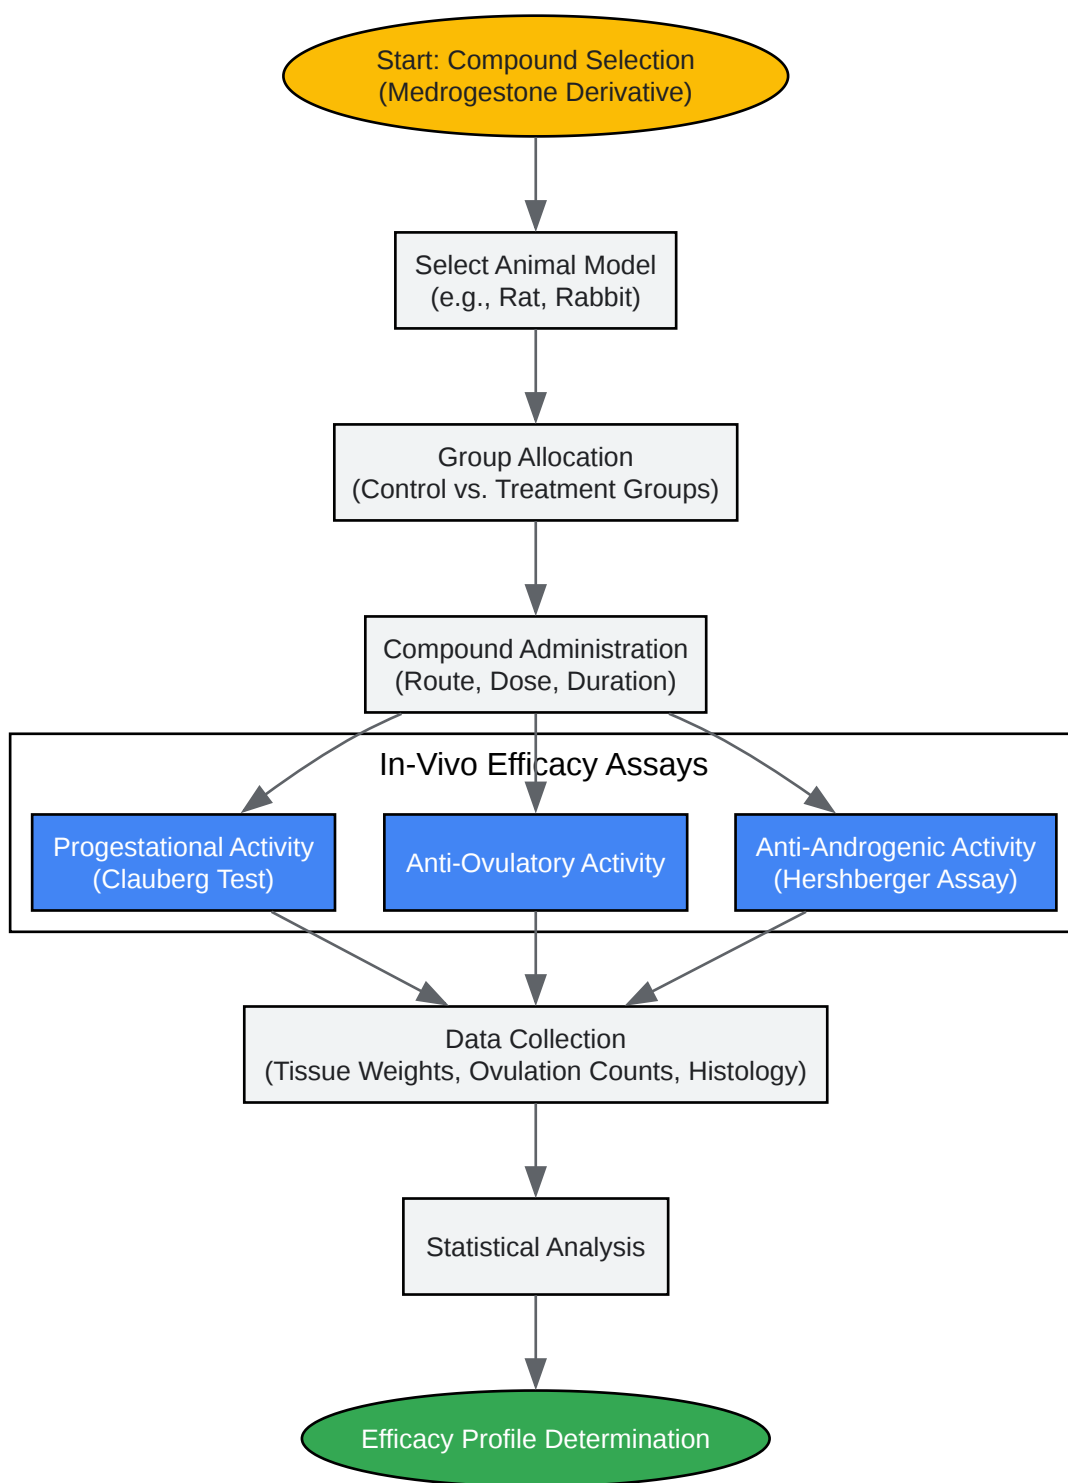 Start: Compound Selection
(Medrogestone Derivative)
Select Animal Model
(e.g., Rat, Rabbit)
Group Allocation
(Control vs. Treatment Groups)
Compound Administration
(Route, Dose, Duration)
In-Vivo Efficacy Assays
Progestational Activity
(Clauberg Test)
Anti-Ovulatory Activity
Anti-Androgenic Activity
(Hershberger Assay)
Data Collection
(Tissue Weights, Ovulation Counts, Histology)
Statistical Analysis
Efficacy Profile Determination